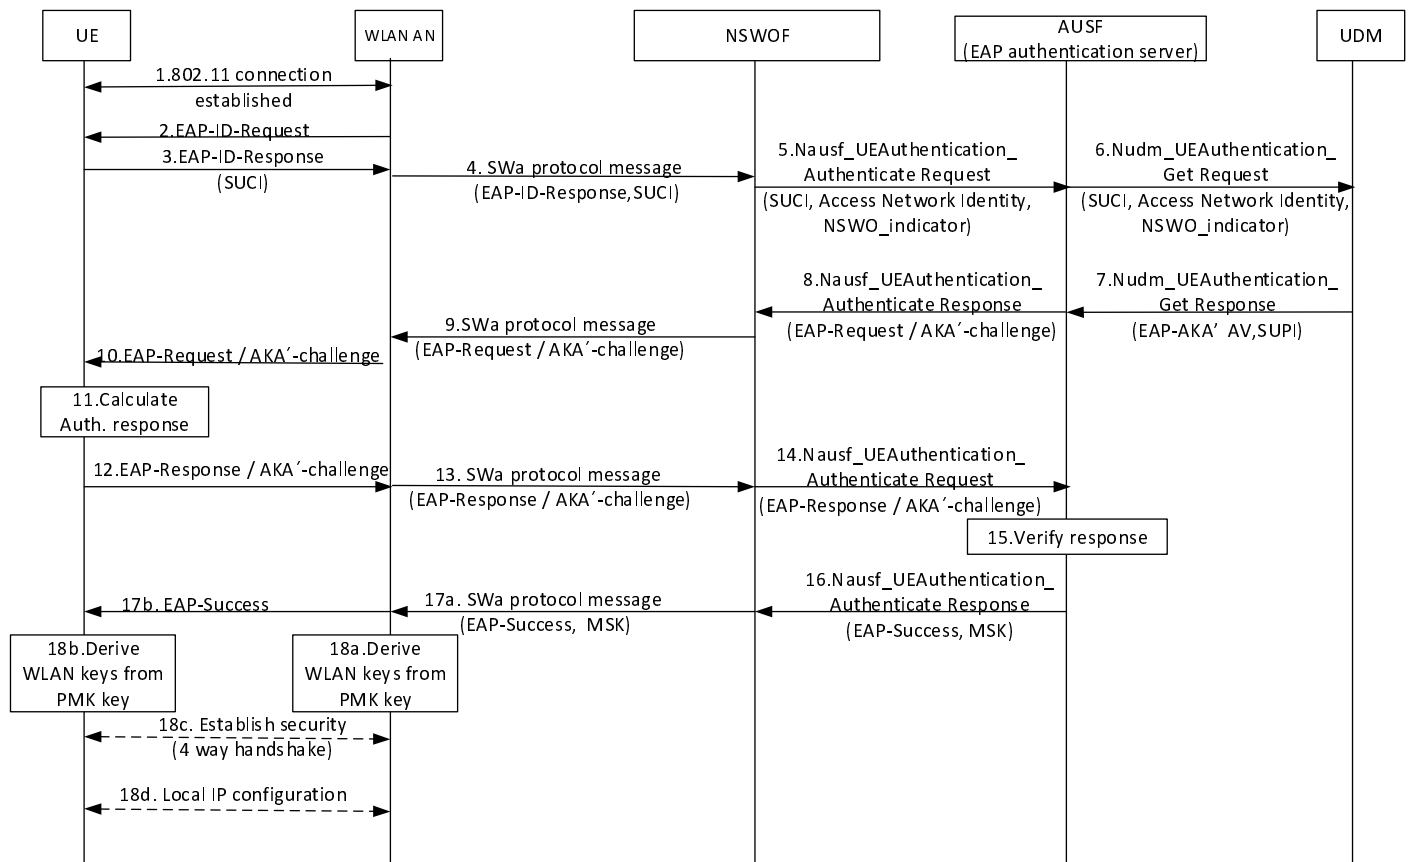 UE
WLAN AN
NSWOF
AUSF
(EAP authentication server)
UDM
1.802.11 connection
established
2.EAP-ID-Request
3.EAP-ID-Response
(SUCI)
4. SWa protocol message
(EAP-ID-Response,SUCI)
5.Nausf_UEAuthentication_
Authenticate Request
(SUCI, Access Network Identity,
NSWO_indicator)
6.Nudm_UEAuthentication_
Get Request
(SUCI, Access Network Identity,
NSWO_indicator)
7.Nudm_UEAuthentication_
Get Response
(EAP-AKA’ AV,SUPI)
8.Nausf_UEAuthentication_
Authenticate Response
(EAP-Request / AKA´-challenge)
9.SWa protocol message
(EAP-Request / AKA´-challenge)
10.EAP-Request / AKA´-challenge
11.Calculate
Auth. response
12.EAP-Response / AKA´-challenge
13. SWa protocol message
(EAP-Response / AKA´-challenge)
14.Nausf_UEAuthentication_
Authenticate Request
(EAP-Response / AKA´-challenge)
15.Verify response
16.Nausf_UEAuthentication_
Authenticate Response
(EAP-Success, MSK)
17a. SWa protocol message
(EAP-Success, MSK)
17b. EAP-Success
18b.Derive
WLAN keys from
PMK key
18a.Derive
WLAN keys from
PMK key
18c. Establish security
(4 way handshake)
18d. Local IP configuration